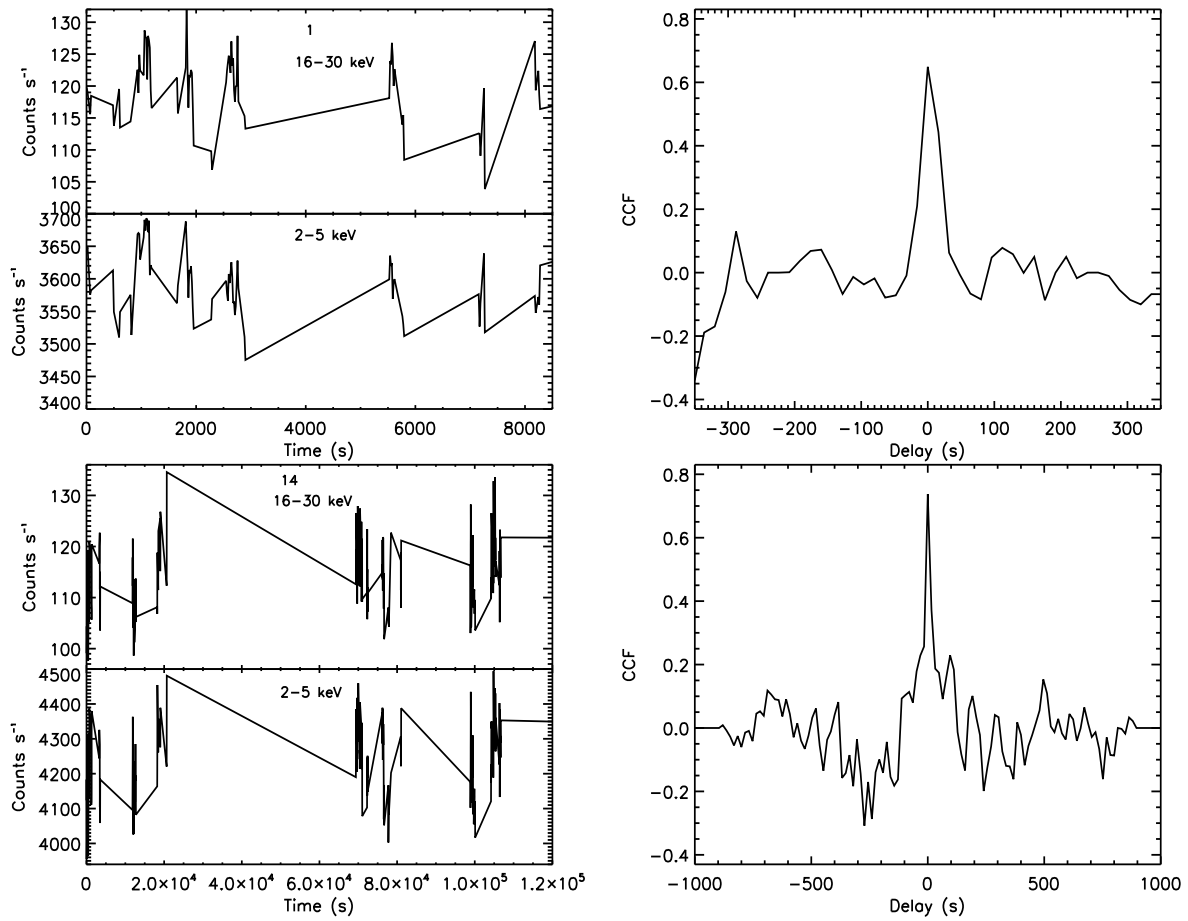 130
125
120
115
110
105
100
Counts s⁻¹
1
16−30 keV
3700
3650
3600
3550
3500
3450
3400
Counts s⁻¹
2−5 keV
0 2000 4000 6000 8000
Time (s)
0.8
0.6
0.4
0.2
0.0
−0.2
−0.4
CCF
−300 −200 −100 0 100 200 300
Delay (s)
130
120
110
100
Counts s⁻¹
14
16−30 keV
4500
4400
4300
4200
4100
4000
Counts s⁻¹
2−5 keV
0 2.0×10⁴ 4.0×10⁴ 6.0×10⁴ 8.0×10⁴ 1.0×10⁵ 1.2×10⁵
Time (s)
0.8
0.6
0.4
0.2
0.0
−0.2
−0.4
CCF
−1000 −500 0 500 1000
Delay (s)